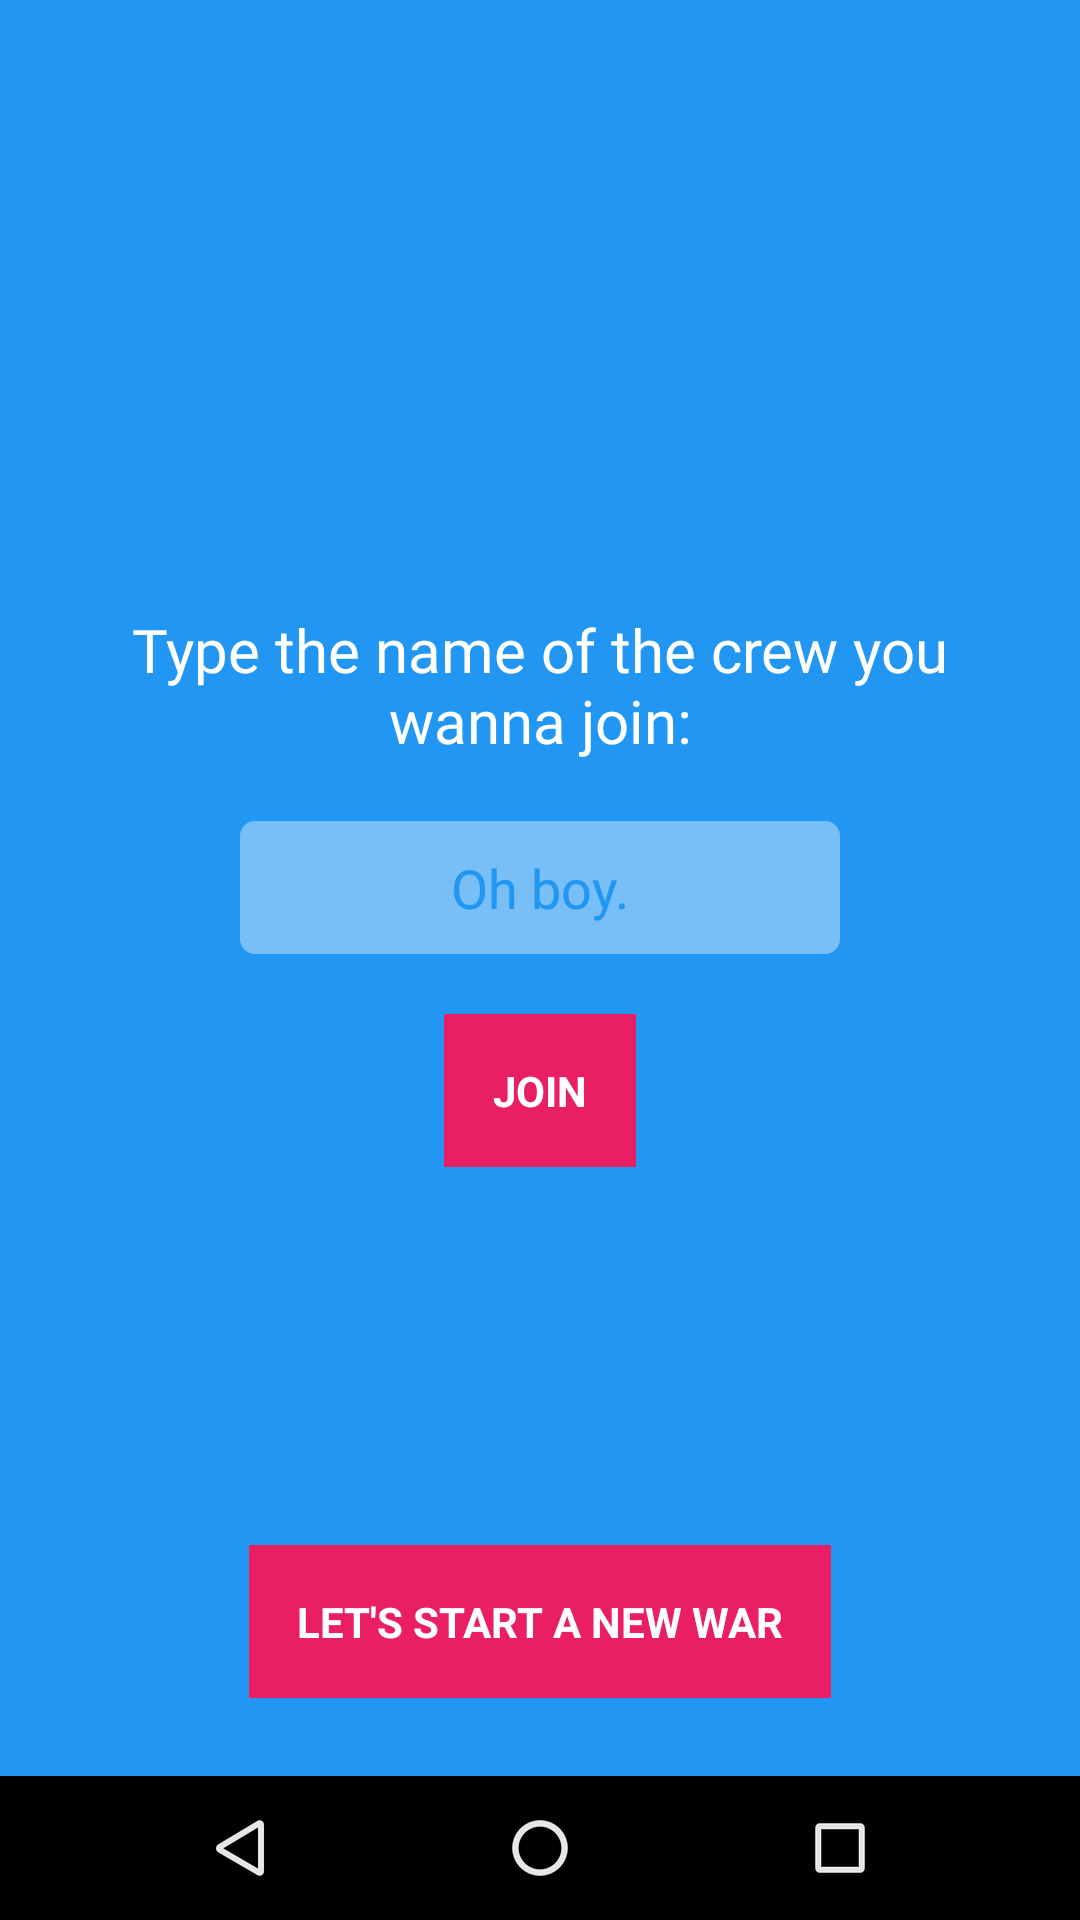 Type the name of the crew you
wanna join:
Oh boy.
JOIN
LET'S START A NEW WAR